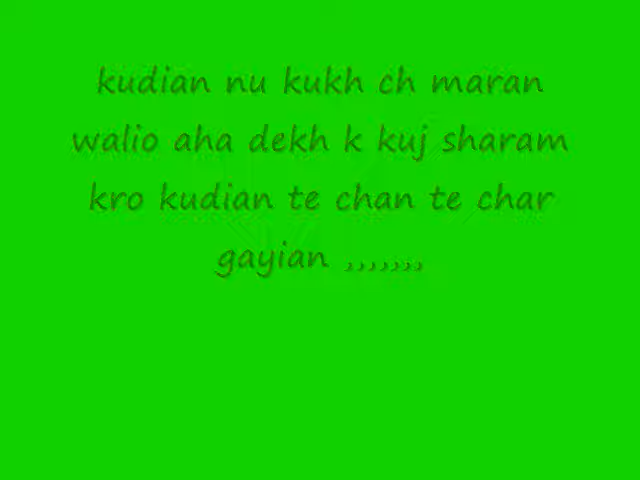 kudian nu kukh ch maran
walio aha dekh k kuj sharam
kro kudian te chan te char
gayian ,,,,,,,